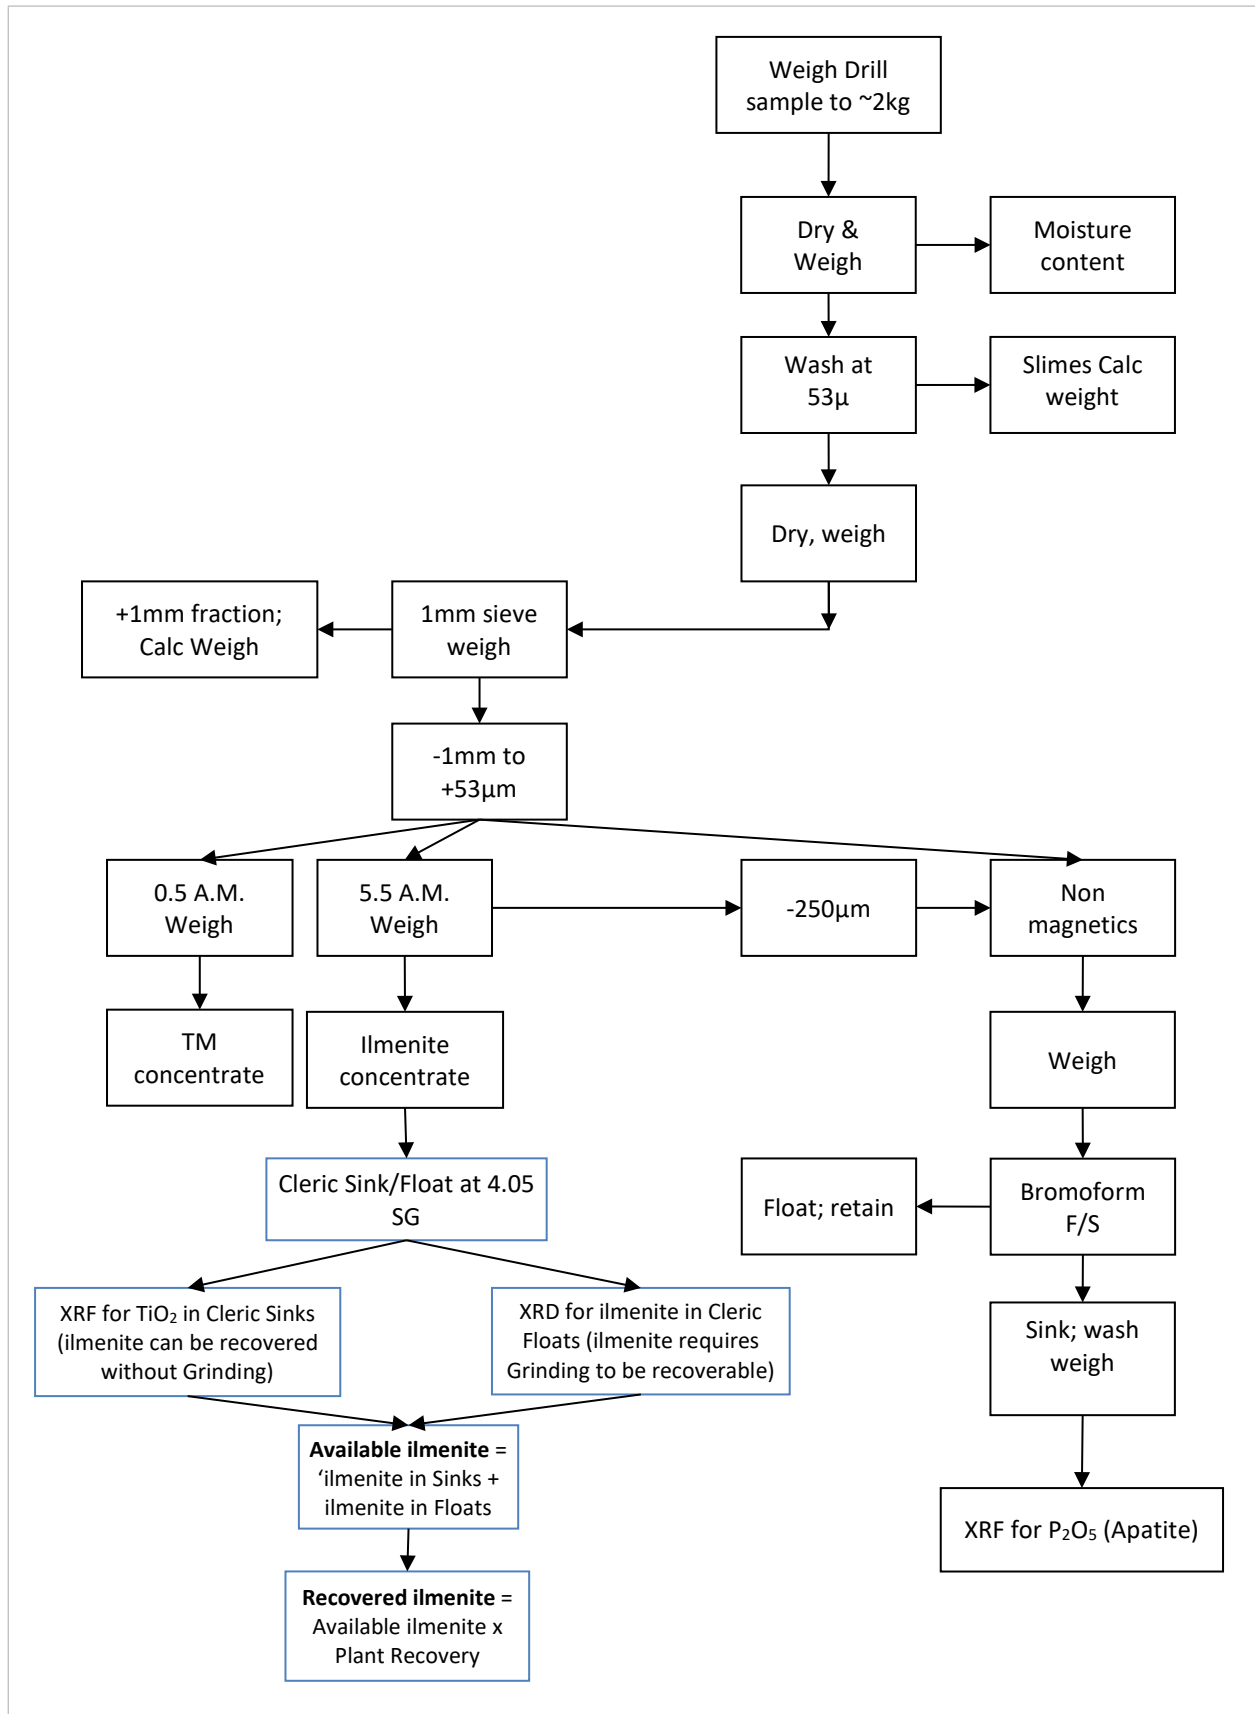 Weigh Drill
sample to ~2kg
Dry &
Weigh
Moisture
content
Wash at
53µ
Slimes Calc
weight
Dry, weigh
+1mm fraction;
Calc Weigh
1mm sieve
weigh
-1mm to
+53µm
0.5 A.M.
Weigh
5.5 A.M.
Weigh
-250µm
Non
magnetics
TM
concentrate
Ilmenite
concentrate
Weigh
Cleric Sink/Float at 4.05
SG
Float; retain
Bromoform
F/S
XRF for TiO₂ in Cleric Sinks
(ilmenite can be recovered
without Grinding)
XRD for ilmenite in Cleric
Floats (ilmenite requires
Grinding to be recoverable)
Sink; wash
weigh
Available ilmenite =
‘ilmenite in Sinks +
ilmenite in Floats
XRF for P₂O₅ (Apatite)
Recovered ilmenite =
Available ilmenite x
Plant Recovery